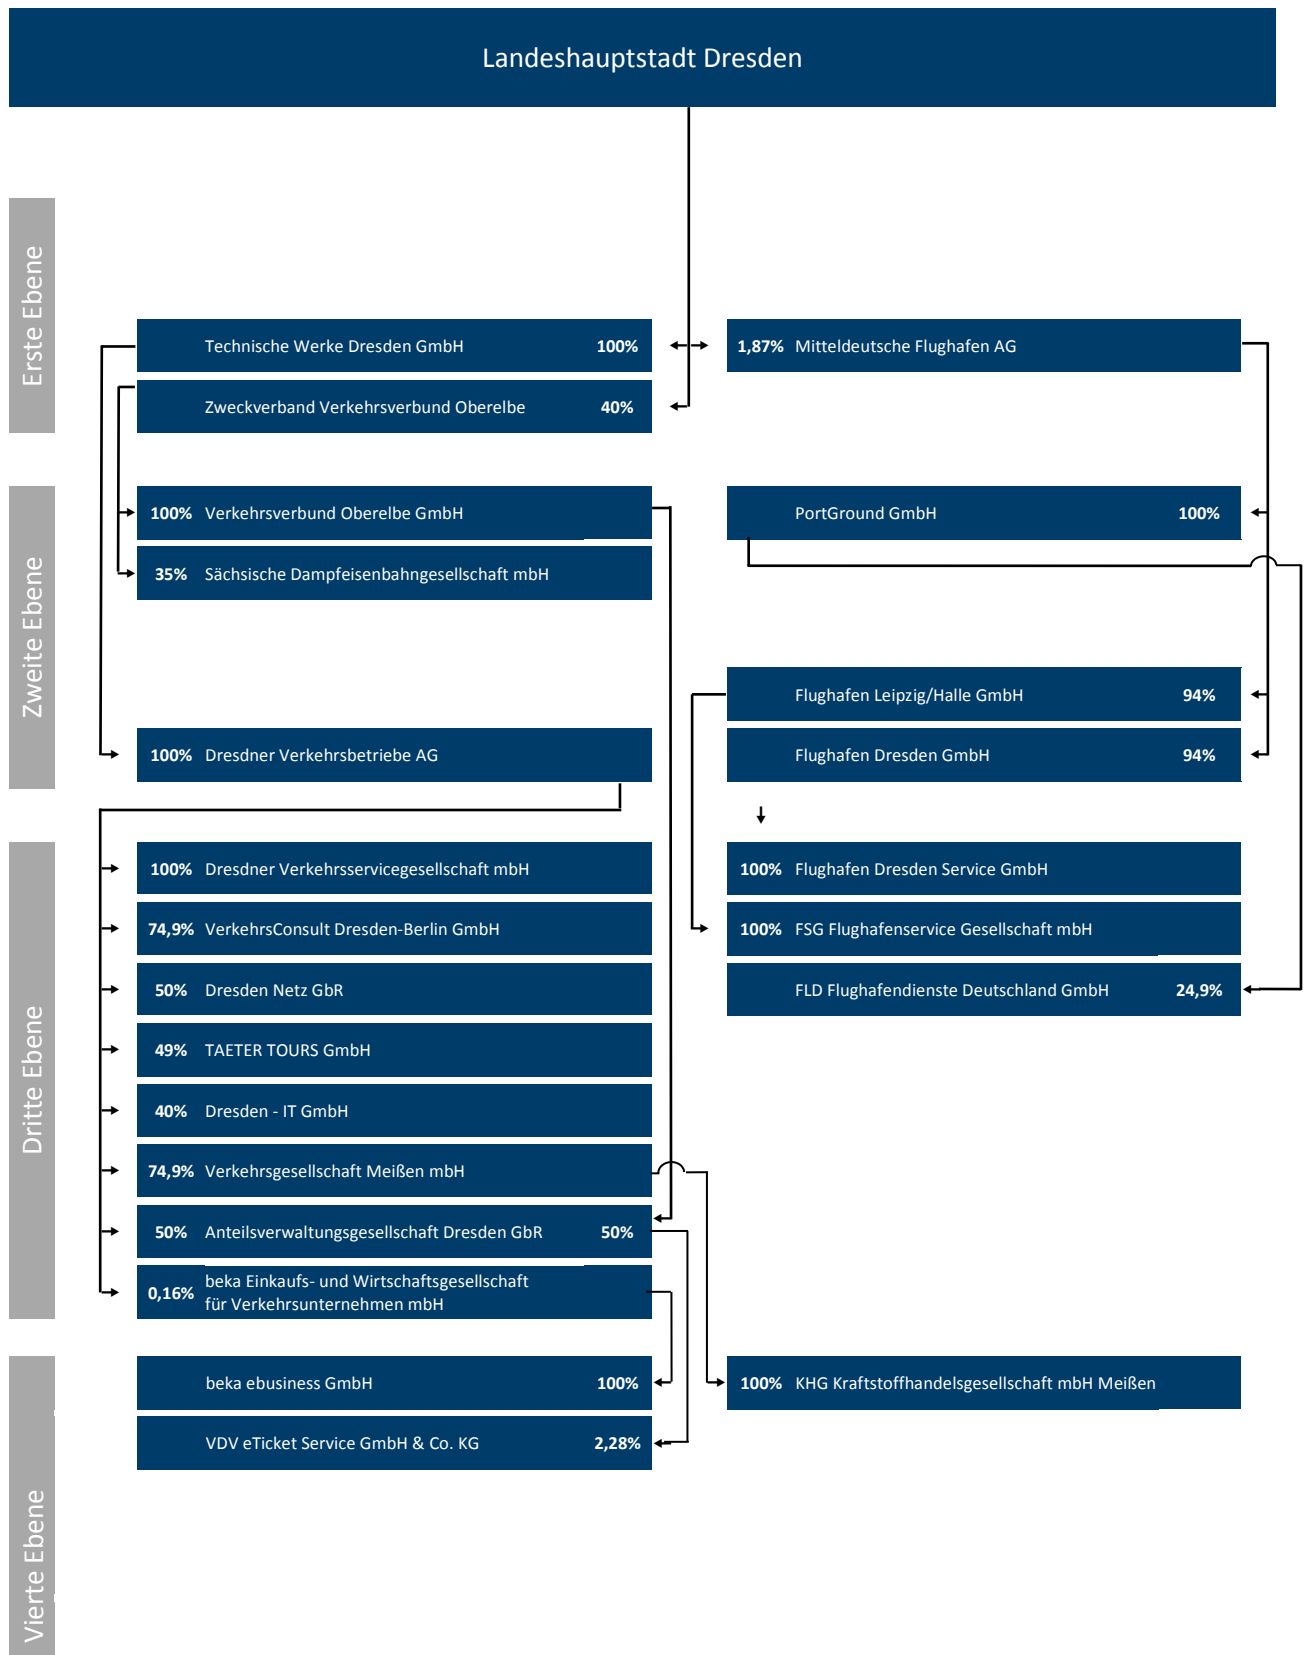 Landeshauptstadt Dresden
Erste Ebene
Technische Werke Dresden GmbH 100%
1,87% Mitteldeutsche Flughafen AG
Zweckverband Verkehrsverbund Oberelbe 40%
Zweite Ebene
100% Verkehrsverbund Oberelbe GmbH
PortGround GmbH 100%
35% Sächsische Dampfeisenbahngesellschaft mbH
Flughafen Leipzig/Halle GmbH 94%
100% Dresdner Verkehrsbetriebe AG
Flughafen Dresden GmbH 94%
Dritte Ebene
100% Dresdner Verkehrsservicegesellschaft mbH
100% Flughafen Dresden Service GmbH
74,9% VerkehrsConsult Dresden-Berlin GmbH
100% FSG Flughafenservice Gesellschaft mbH
50% Dresden Netz GbR
FLD Flughafendienste Deutschland GmbH 24,9%
49% TAETER TOURS GmbH
40% Dresden - IT GmbH
74,9% Verkehrsgesellschaft Meißen mbH
50% Anteilsverwaltungsgesellschaft Dresden GbR 50%
0,16% beka Einkaufs- und Wirtschaftsgesellschaft
für Verkehrsunternehmen mbH
Vierte Ebene
beka ebusiness GmbH 100%
100% KHG Kraftstoffhandelsgesellschaft mbH Meißen
VDV eTicket Service GmbH & Co. KG 2,28%